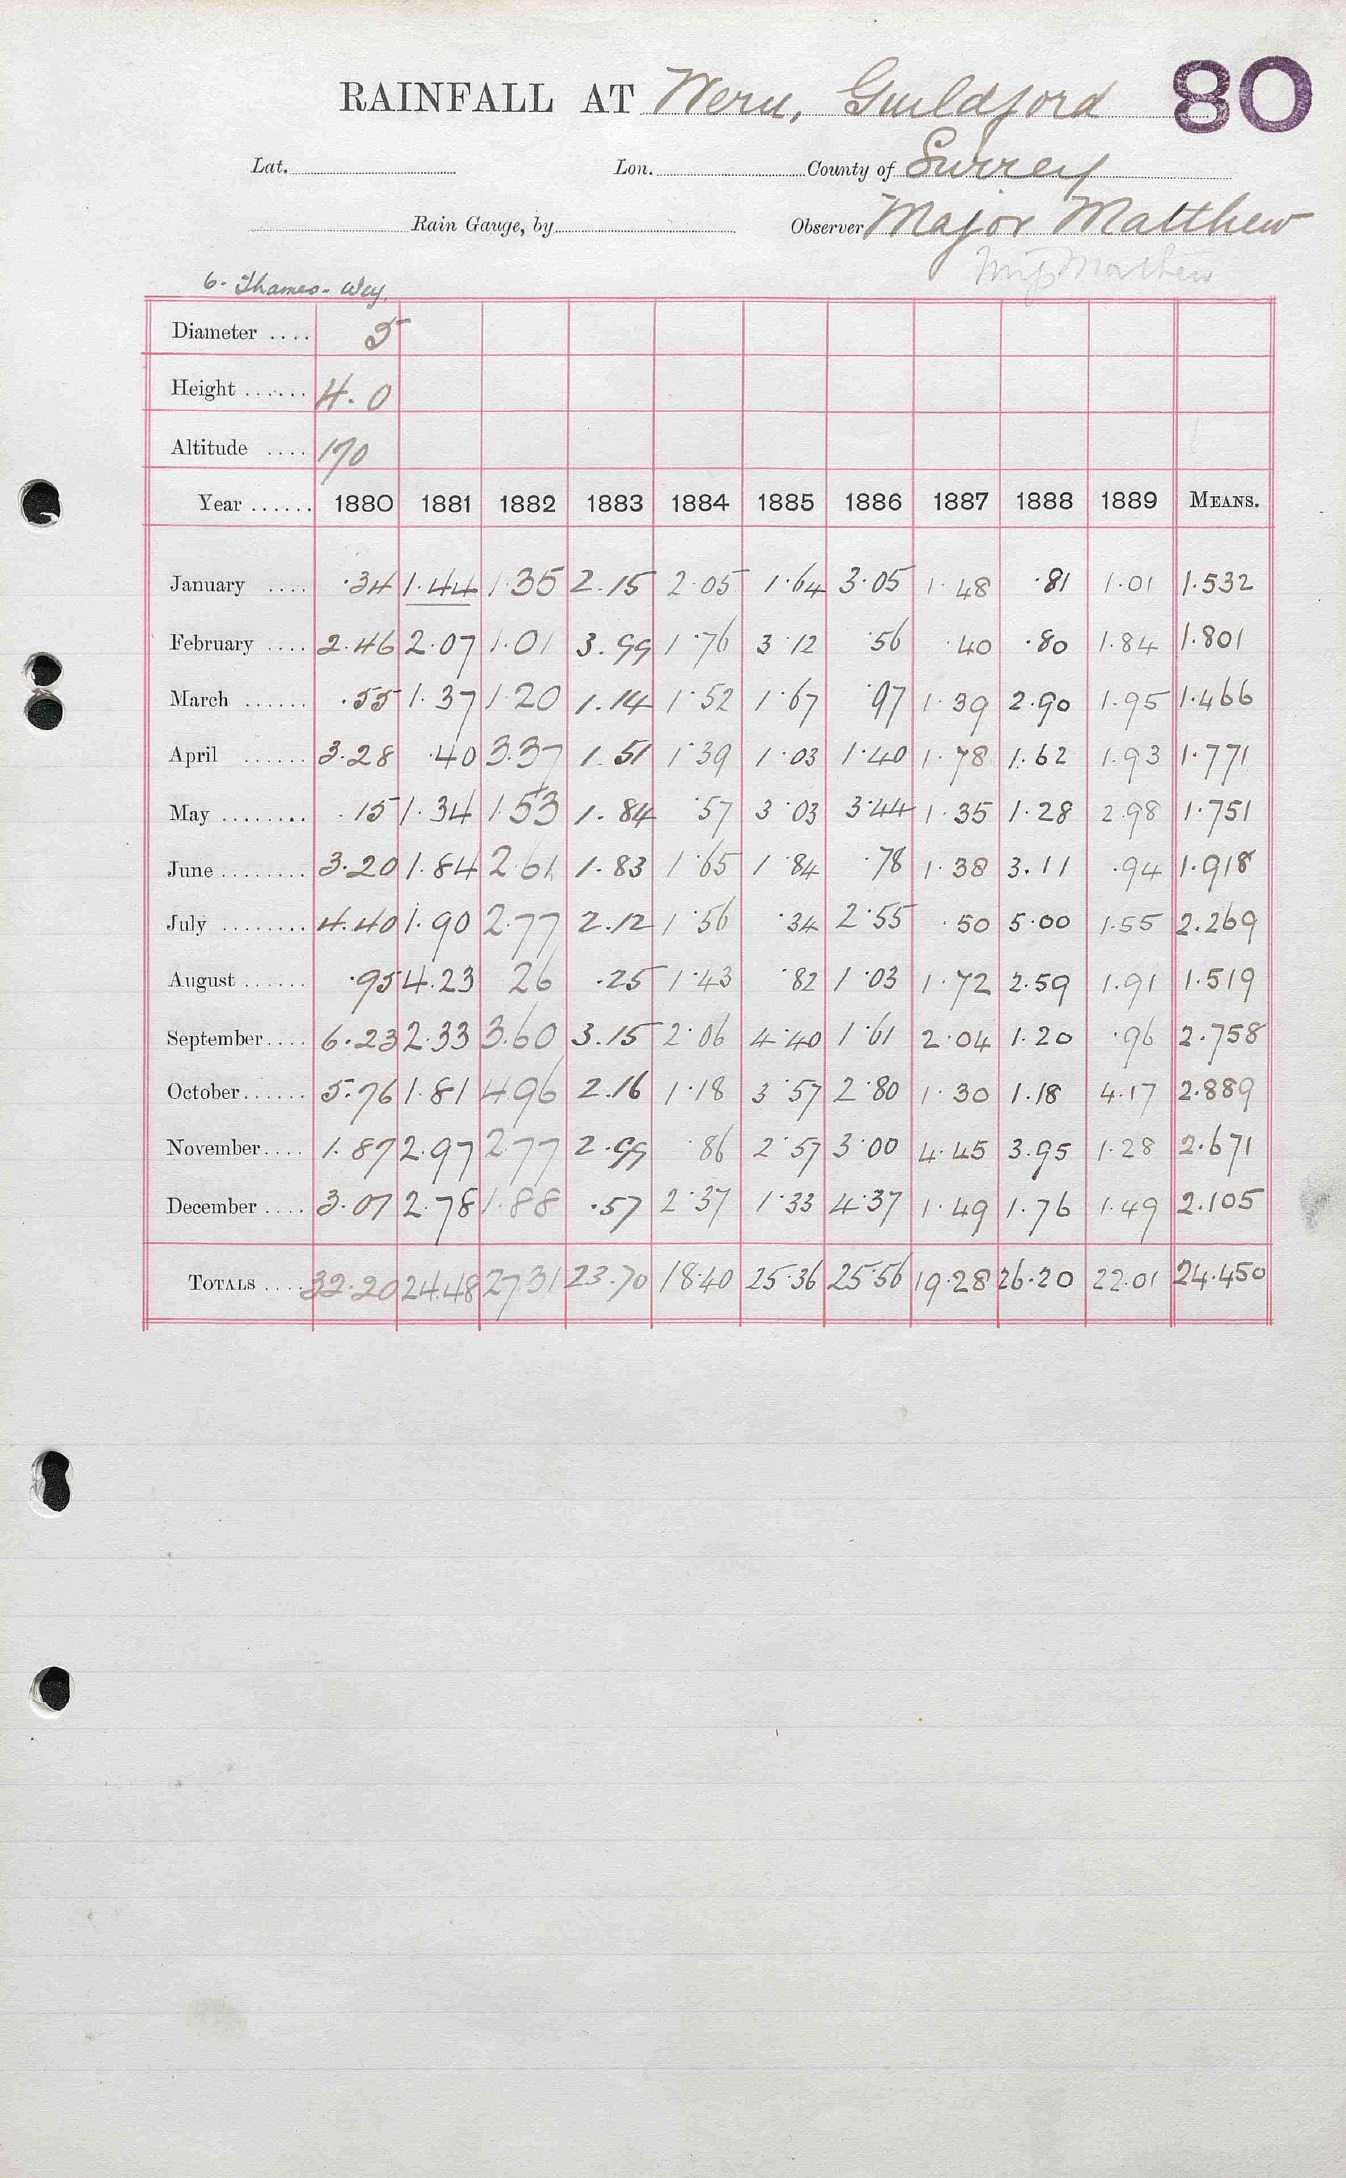 RAINFALL AT Weru, Guildford 80
Lat. Lon. County of Surrey
Rain Gauge, by Observer Major Matthew
Miss Mathew
6. Thames - Wey.
Diameter .... 5
Height ...... 4.0
Altitude .... 170
Year ...... 1880 1881 1882 1883 1884 1885 1886 1887 1888 1889 MEANS.
January .... .34 1.44 1.35 2.15 2.05 1.64 3.05 1.48 .81 1.01 1.532
February .... 2.46 2.07 1.01 3.99 1.76 3.12 .56 .40 .80 1.84 1.801
March ...... .55 1.37 1.20 1.14 1.52 1.67 .97 1.39 2.90 1.95 1.466
April ...... 3.28 .40 3.37 1.51 1.39 1.03 1.40 1.78 1.62 1.93 1.771
May ........ .15 1.34 1.53 1.84 .57 3.03 3.44 1.35 1.28 2.98 1.751
June ........ 3.20 1.84 2.61 1.83 1.65 1.84 .78 1.38 3.11 .94 1.918
July ........ 4.40 1.90 2.77 2.12 1.56 .34 2.55 .50 5.00 1.55 2.269
August ...... .95 4.23 26 .25 1.43 .82 1.03 1.72 2.59 1.91 1.519
September.... 6.23 2.33 3.60 3.15 2.06 4.40 1.61 2.04 1.20 .96 2.758
October...... 5.76 1.81 4.96 2.16 1.18 3.57 2.80 1.30 1.18 4.17 2.889
November.... 1.87 2.97 2.77 2.99 .86 2.57 3.00 4.45 3.95 1.28 2.671
December .... 3.01 2.78 1.88 .57 2.37 1.33 4.37 1.49 1.76 1.49 2.105
TOTALS .... 32.20 24.48 27.31 23.70 18.40 25.36 25.56 19.28 26.20 22.01 24.450